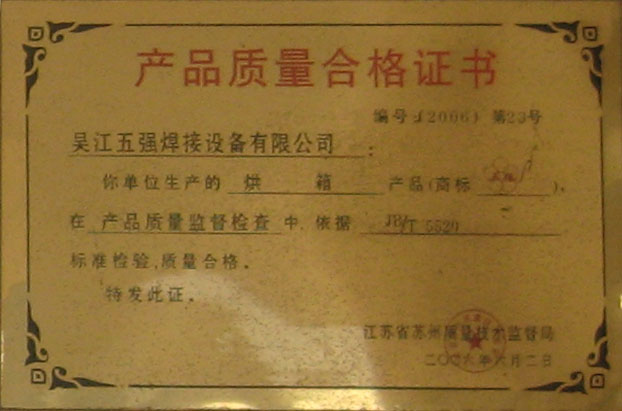 产品质量合格证书
编号（2006）第23号
吴江五强焊接设备有限公司：
你单位生产的 烘 箱 产品（商标 ），
在 产品质量监督检查 中，依据 JB/T 5520
标准检验，质量合格。
特发此证。
江苏省苏州质量技术监督局
二〇〇六年六月二日